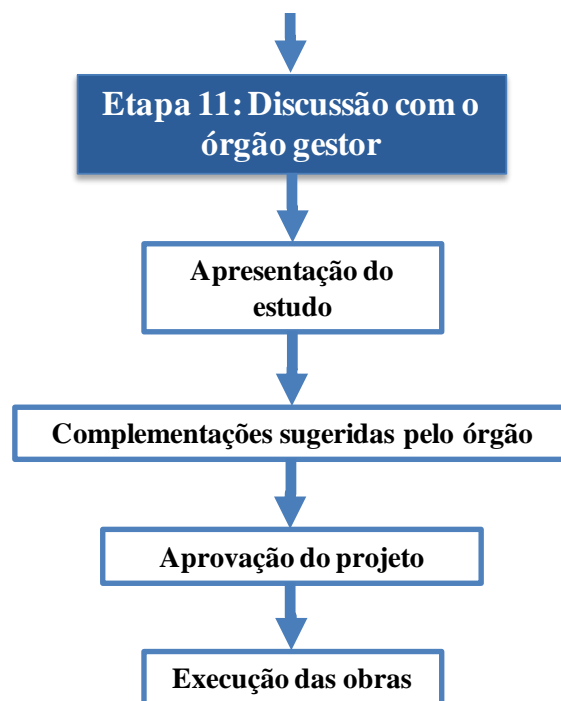 Etapa 11: Discussão com o
órgão gestor
Apresentação do
estudo
Complementações sugeridas pelo órgão
Aprovação do projeto
Execução das obras